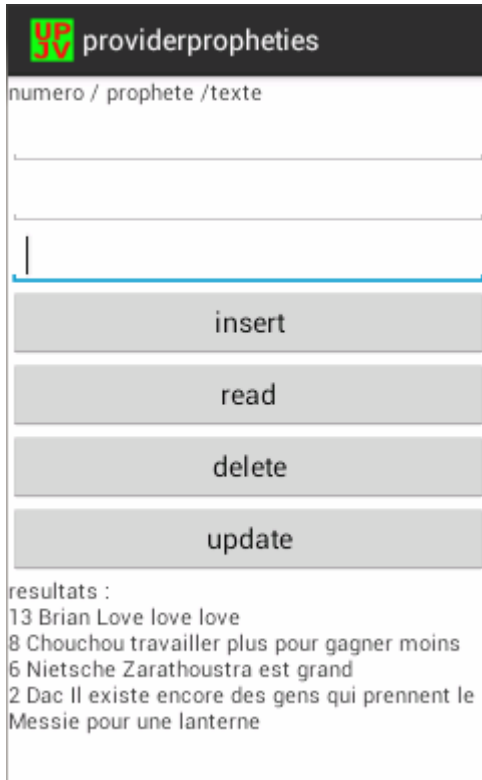 UP
JV
providerpropheties
numero / prophete /texte
insert
read
delete
update
resultats :
13 Brian Love love love
8 Chouchou travailler plus pour gagner moins
6 Nietsche Zarathoustra est grand
2 Dac Il existe encore des gens qui prennent le
Messie pour une lanterne